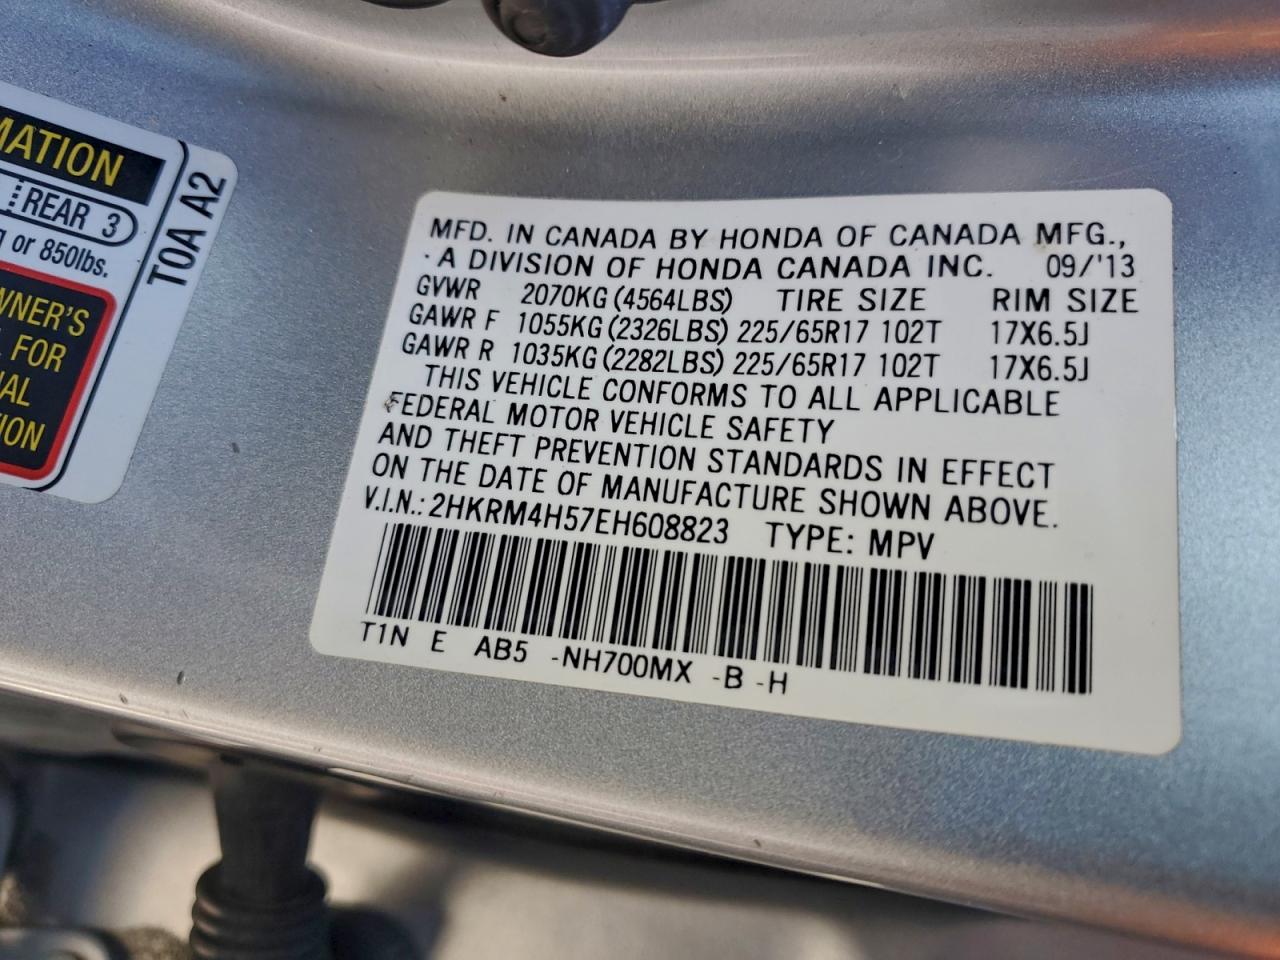 MATION
REAR 3
or 850lbs.
T0A A2
WNER'S
FOR
MFD. IN CANADA BY HONDA OF CANADA MFG.,
A DIVISION OF HONDA CANADA INC. 09/'13
GVWR 2070KG (4564LBS) TIRE SIZE RIM SIZE
GAWR F 1055KG (2326LBS) 225/65R17 102T 17X6.5J
GAWR R 1035KG (2282LBS) 225/65R17 102T 17X6.5J
THIS VEHICLE CONFORMS TO ALL APPLICABLE
FEDERAL MOTOR VEHICLE SAFETY
AND THEFT PREVENTION STANDARDS IN EFFECT
ON THE DATE OF MANUFACTURE SHOWN ABOVE.
V.I.N.: 2HKRM4H57EH608823 TYPE: MPV
T1N E AB5 -NH700MX -B -H